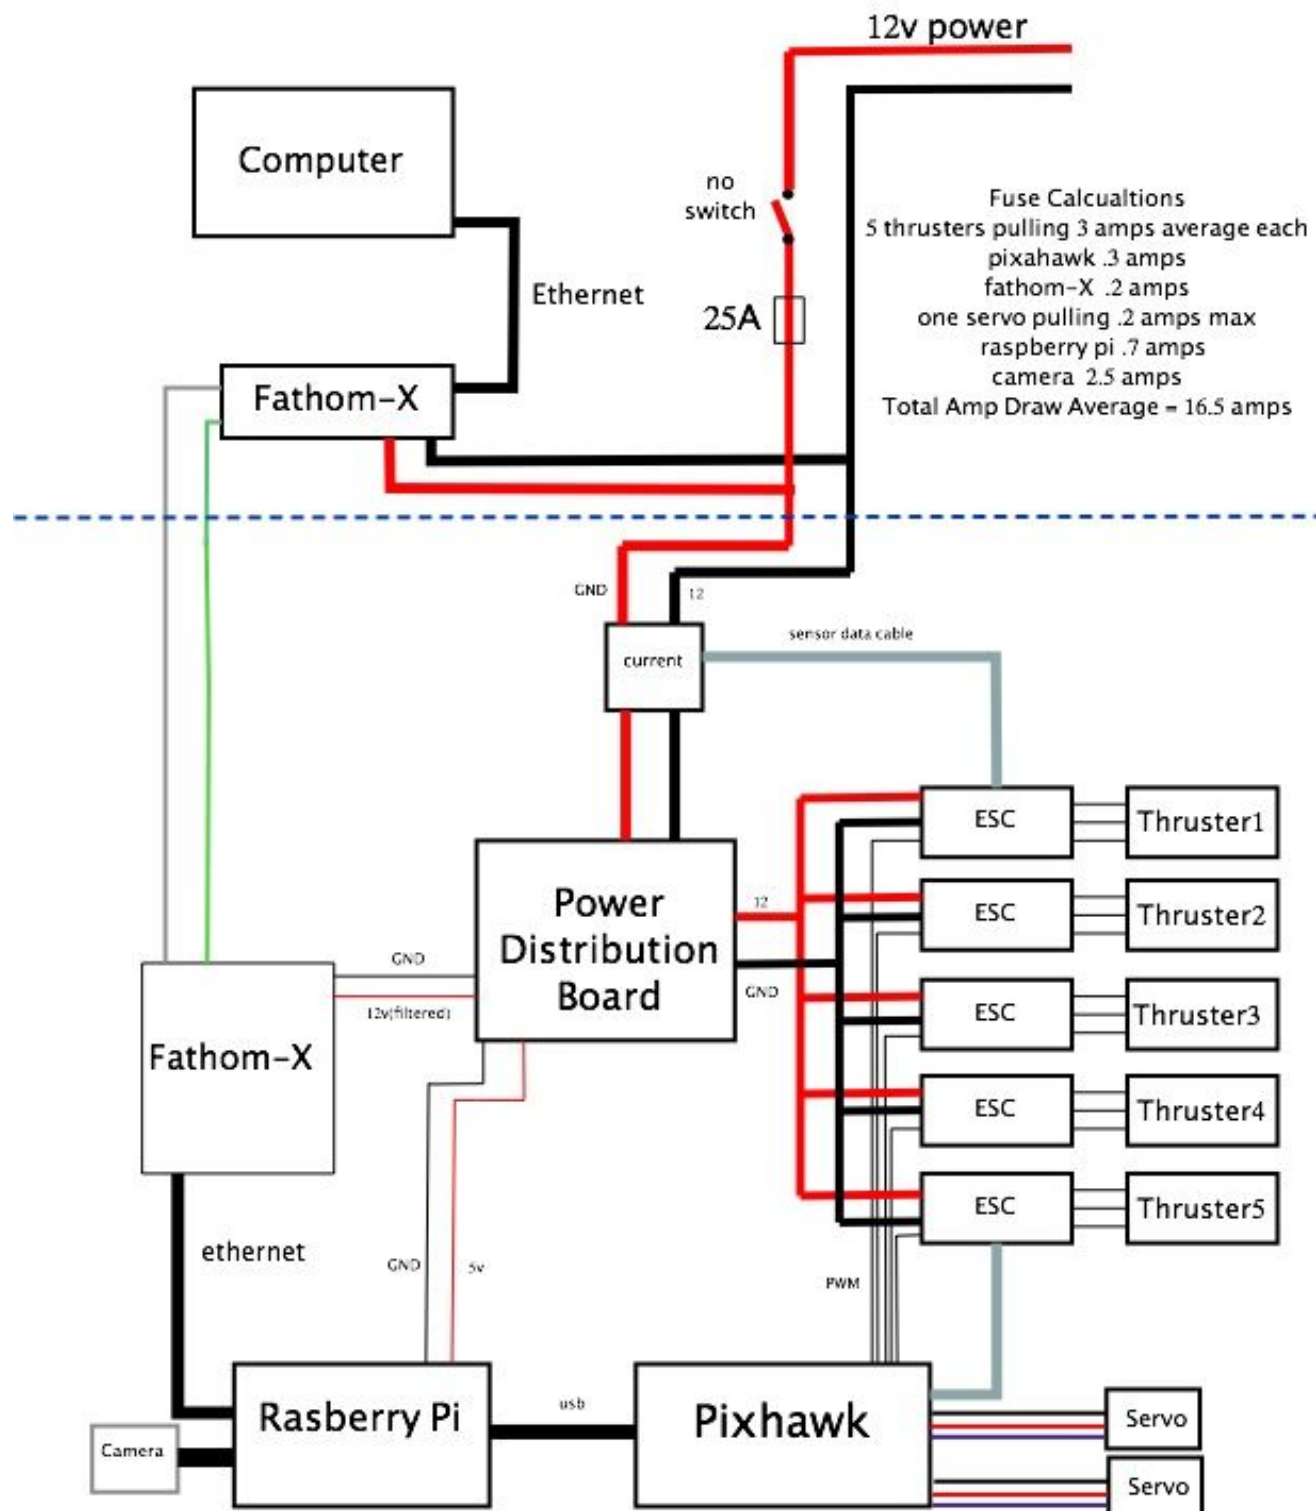 12v power
Computer
no
switch
Fuse Calcualtions
5 thrusters pulling 3 amps average each
pixahawk .3 amps
fathom-X .2 amps
one servo pulling .2 amps max
raspberry pi .7 amps
camera 2.5 amps
Total Amp Draw Average = 16.5 amps
Ethernet
25A
Fathom-X
GND
12
sensor data cable
current
ESC
Thruster1
Power
Distribution
Board
12
GND
ESC
Thruster2
GND
12v(filtered)
ESC
Thruster3
Fathom-X
ESC
Thruster4
ESC
Thruster5
ethernet
GND
5v
PWM
Rasberry Pi
usb
Pixhawk
Servo
Camera
Servo